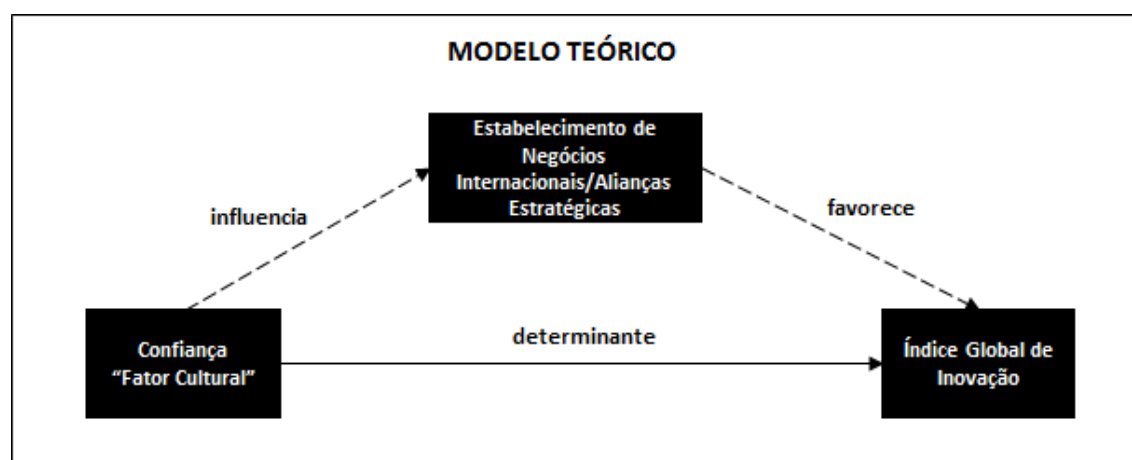 MODELO TEÓRICO
Estabelecimento de
Negócios
Internacionais/Alianças
Estratégicas
influencia
favorece
determinante
Confiança
“Fator Cultural”
Índice Global de
Inovação